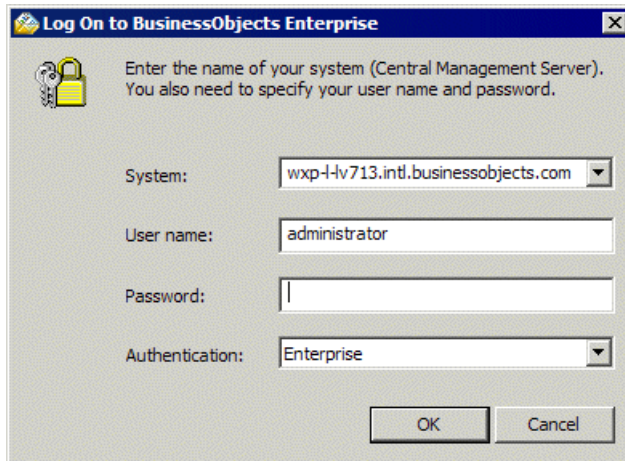 Log On to BusinessObjects Enterprise
Enter the name of your system (Central Management Server).
You also need to specify your user name and password.
System: wxp-l-lv713.intl.businessobjects.com
User name: administrator
Password:
Authentication: Enterprise
OK Cancel